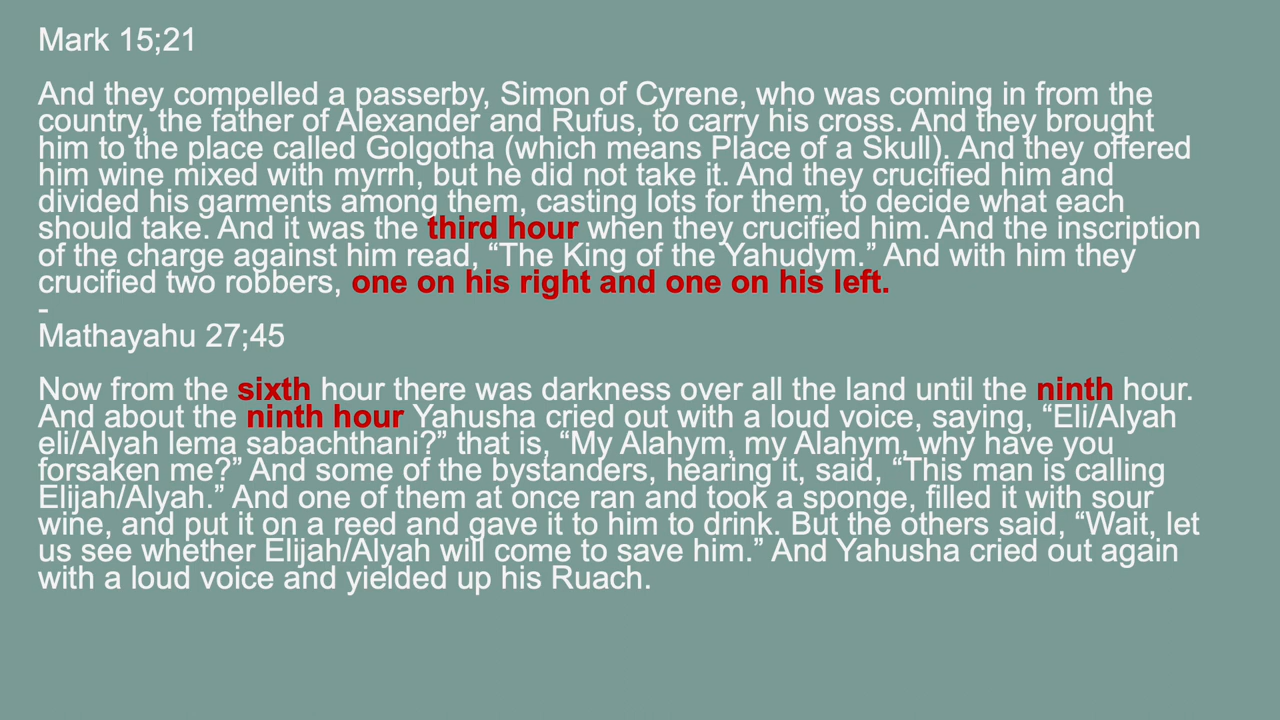 Mark 15;21
And they compelled a passerby, Simon of Cyrene, who was coming in from the
country, the father of Alexander and Rufus, to carry his cross. And they brought
him to the place called Golgotha (which means Place of a Skull). And they offered
him wine mixed with myrrh, but he did not take it. And they crucified him and
divided his garments among them, casting lots for them, to decide what each
should take. And it was the third hour when they crucified him. And the inscription
of the charge against him read, “The King of the Yahudym.” And with him they
crucified two robbers, one on his right and one on his left.
-
Mathayahu 27;45
Now from the sixth hour there was darkness over all the land until the ninth hour.
And about the ninth hour Yahusha cried out with a loud voice, saying, “Eli/Alyah
eli/Alyah lema sabachthani?” that is, “My Alahym, my Alahym, why have you
forsaken me?” And some of the bystanders, hearing it, said, “This man is calling
Elijah/Alyah.” And one of them at once ran and took a sponge, filled it with sour
wine, and put it on a reed and gave it to him to drink. But the others said, “Wait, let
us see whether Elijah/Alyah will come to save him.” And Yahusha cried out again
with a loud voice and yielded up his Ruach.